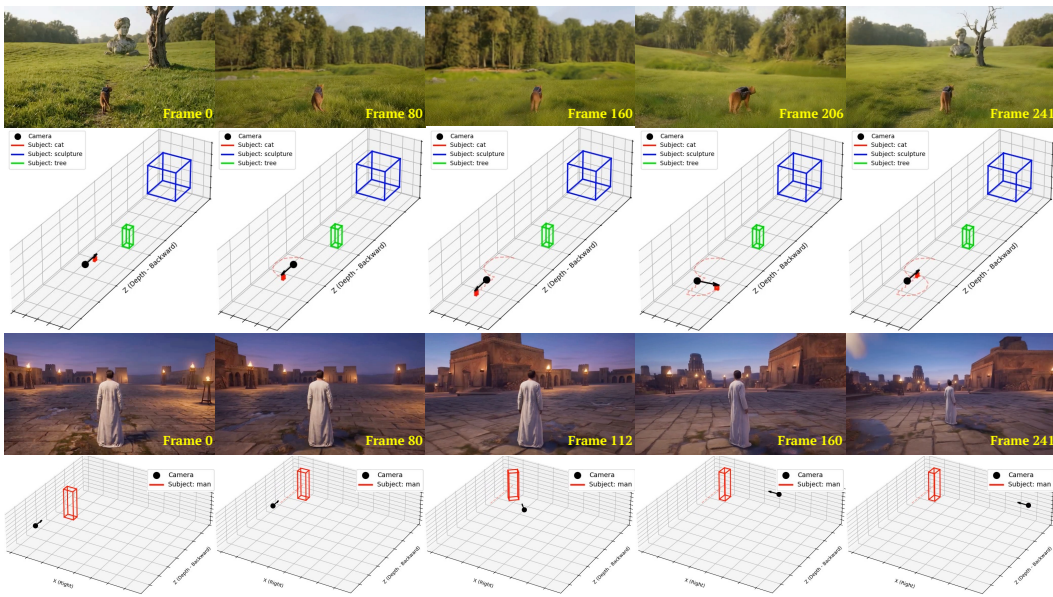 Frame 0
Frame 80
Frame 160
Frame 206
Frame 241
Camera
Subject: cat
Subject: sculpture
Subject: tree
Z (Depth - Backward)
Camera
Subject: cat
Subject: sculpture
Subject: tree
Z (Depth - Backward)
Camera
Subject: cat
Subject: sculpture
Subject: tree
Z (Depth - Backward)
Camera
Subject: cat
Subject: sculpture
Subject: tree
Z (Depth - Backward)
Camera
Subject: cat
Subject: sculpture
Subject: tree
Z (Depth - Backward)
Frame 0
Frame 80
Frame 112
Frame 160
Frame 241
Camera
Subject: man
X (Right)
Z (Depth - Backward)
Camera
Subject: man
X (Right)
Z (Depth - Backward)
Camera
Subject: man
X (Right)
Z (Depth - Backward)
Camera
Subject: man
X (Right)
Z (Depth - Backward)
Camera
Subject: man
X (Right)
Z (Depth - Backward)